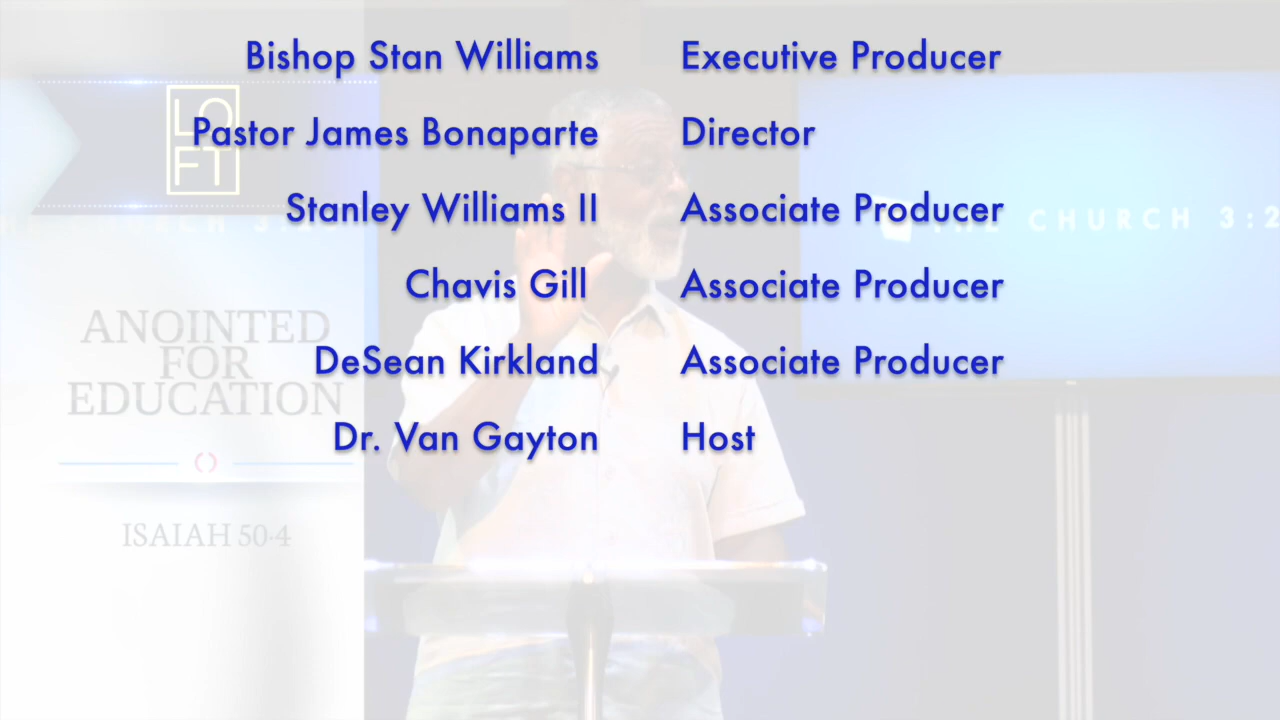 Bishop Stan Williams Executive Producer
Pastor James Bonaparte Director
Stanley Williams II Associate Producer
Chavis Gill Associate Producer
DeSean Kirkland Associate Producer
Dr. Van Gayton Host
LO
FT
ANOINTED
FOR
EDUCATION
ISAIAH 50·4
CHURCH 3:2